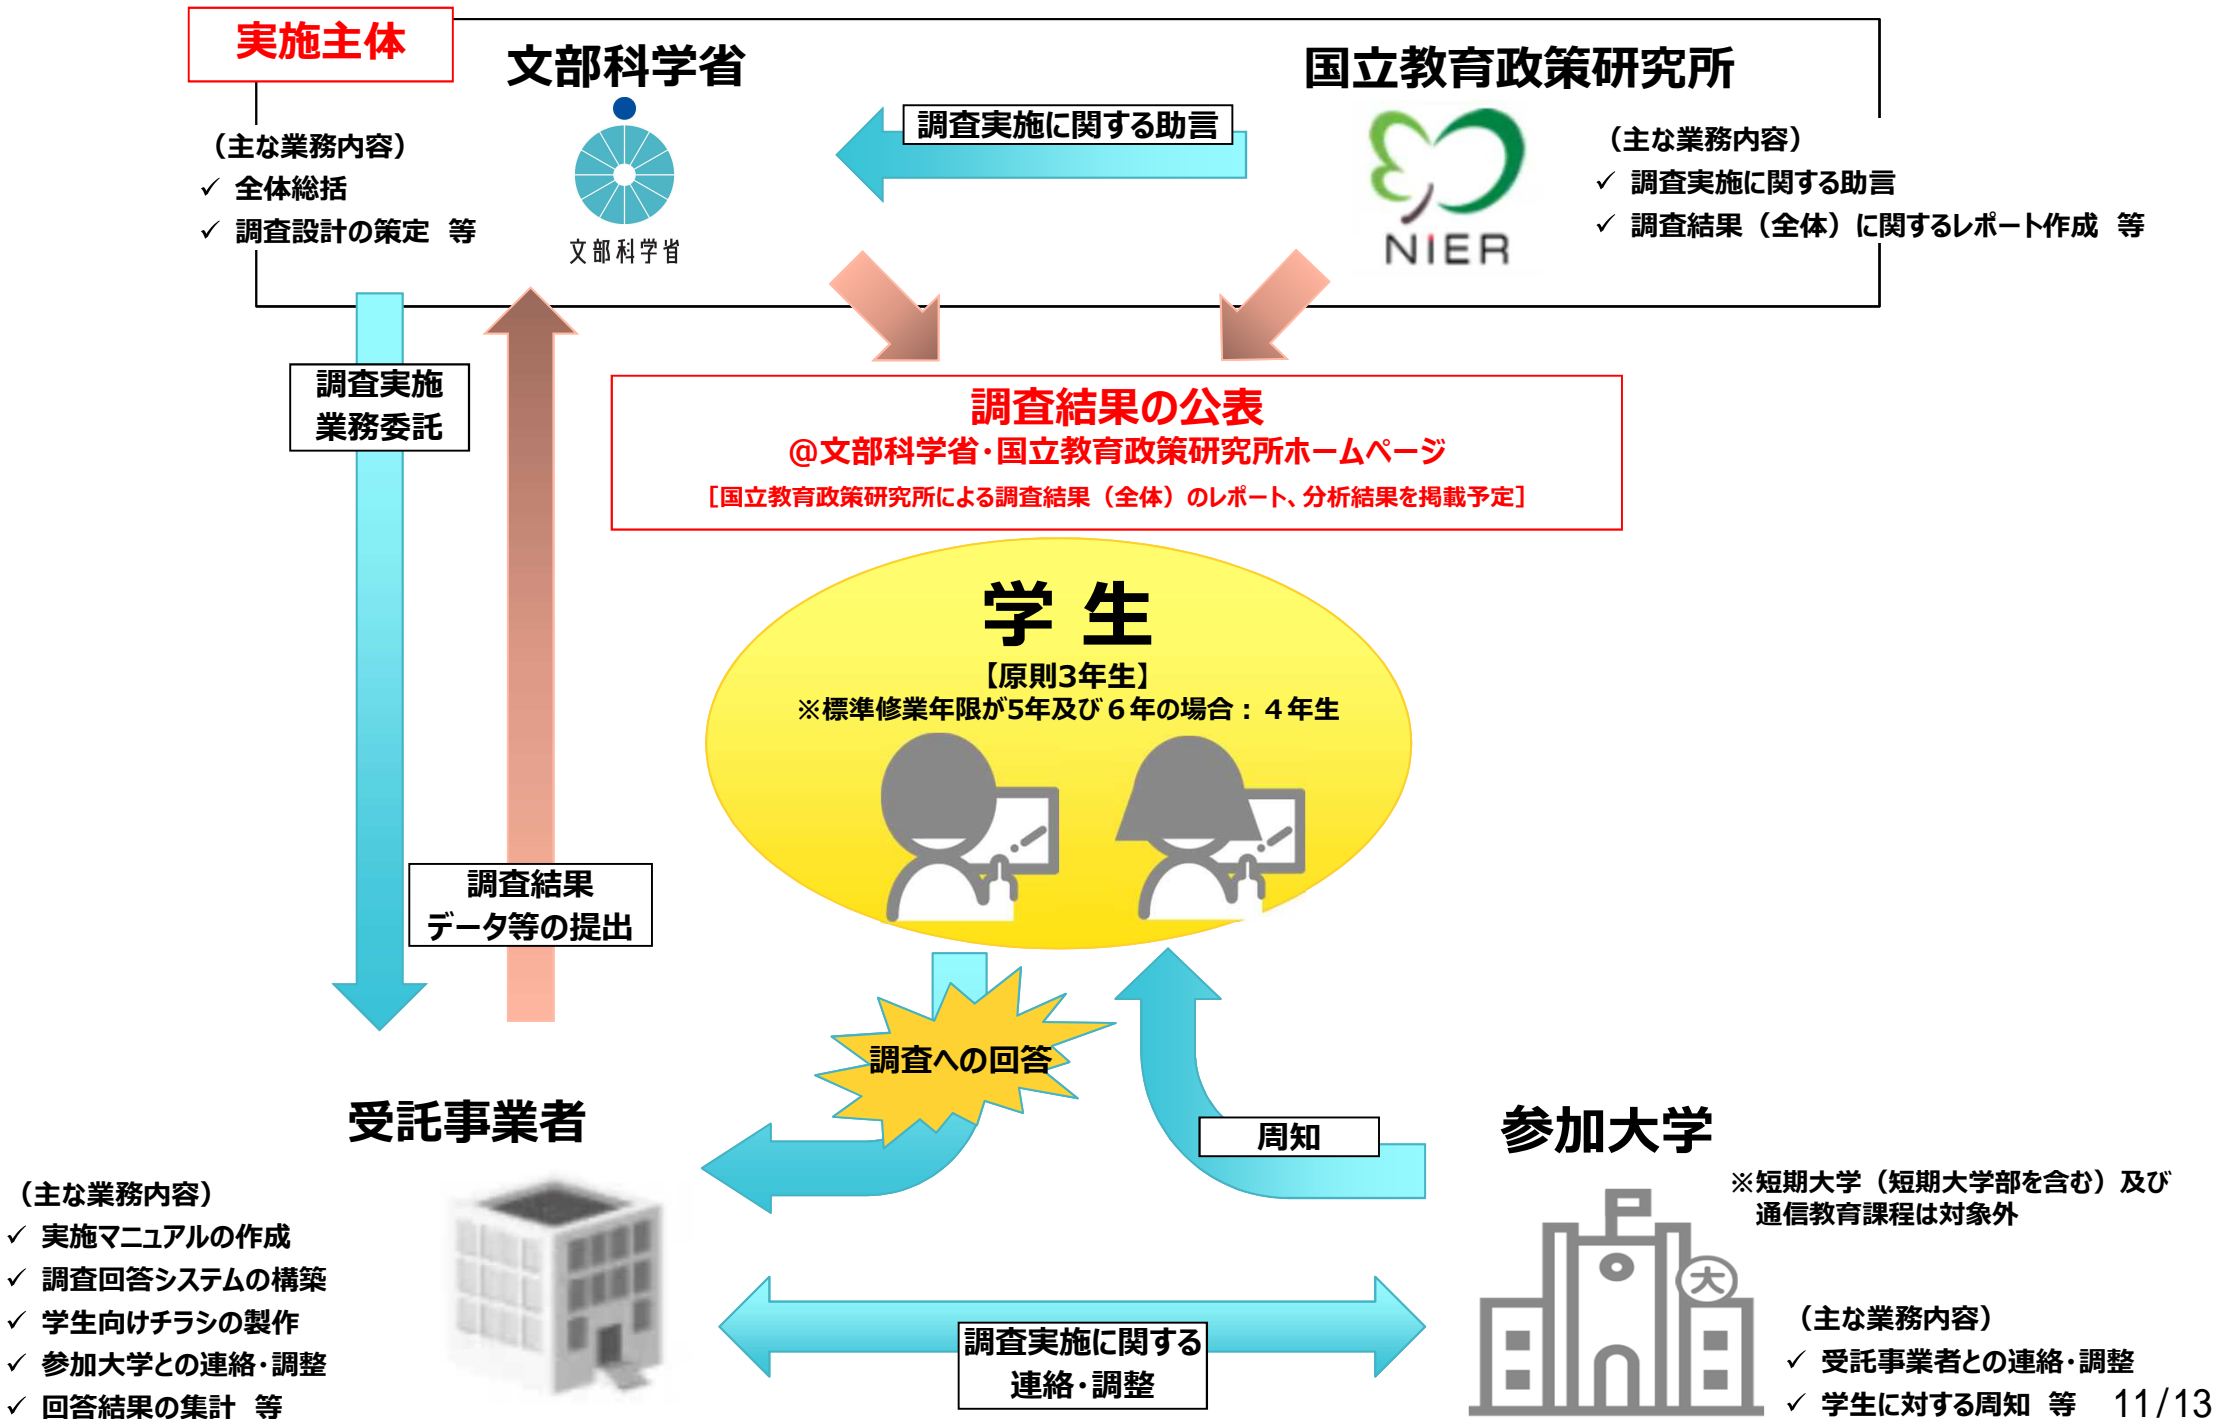 実施主体
文部科学省
国立教育政策研究所
調査実施に関する助言
（主な業務内容）
✓ 全体総括
✓ 調査設計の策定 等
文部科学省
NIER
（主な業務内容）
✓ 調査実施に関する助言
✓ 調査結果（全体）に関するレポート作成 等
調査実施
業務委託
調査結果の公表
@文部科学省・国立教育政策研究所ホームページ
［国立教育政策研究所による調査結果（全体）のレポート、分析結果を掲載予定］
学 生
【原則3年生】
※標準修業年限が5年及び６年の場合：４年生
調査結果
データ等の提出
調査への回答
周知
受託事業者
（主な業務内容）
✓ 実施マニュアルの作成
✓ 調査回答システムの構築
✓ 学生向けチラシの製作
✓ 参加大学との連絡・調整
✓ 回答結果の集計 等
調査実施に関する
連絡・調整
参加大学
※短期大学（短期大学部を含む）及び
通信教育課程は対象外
大
（主な業務内容）
✓ 受託事業者との連絡・調整
✓ 学生に対する周知 等
11/13